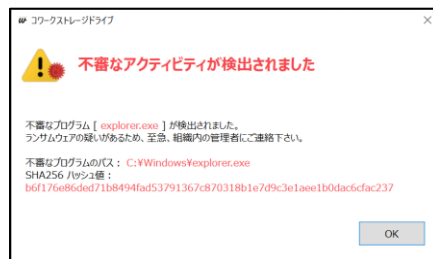 コワークストレージドライブ
不審なアクティビティが検出されました
不審なプログラム [ explorer.exe ] が検出されました。
ランサムウェアの疑いがあるため、至急、組織内の管理者にご連絡下さい。
不審なプログラムのパス： C:¥Windows¥explorer.exe
SHA256 ハッシュ値：
b6f176e86ded71b8494fad53791367c870318b1e7d9c3e1aee1b0dac6cfac237
OK